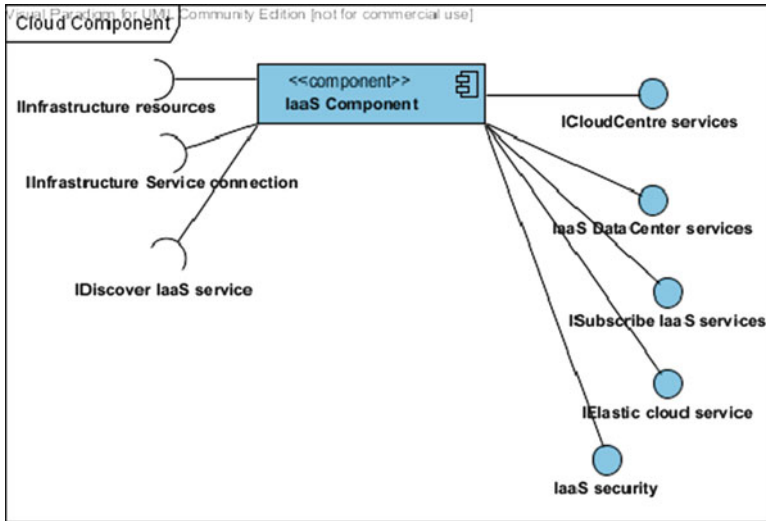 Visual Paradigm for UML Community Edition [not for commercial use]
Cloud Component
<<component>>
IaaS Component
IInfrastructure resources
ICloudCentre services
IInfrastructure Service connection
IaaS DataCenter services
IDiscover IaaS service
ISubscribe IaaS services
IElastic cloud service
IaaS security